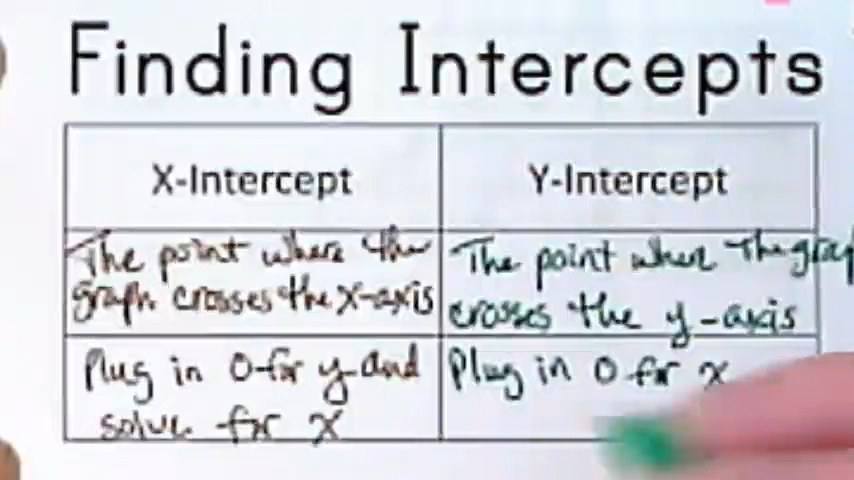 Finding Intercepts
X-Intercept
Y-Intercept
The point where the
graph crosses the x-axis
The point where the grap
crosses the y-axis
Plug in 0 for y and
solve for x
Plug in 0 for x